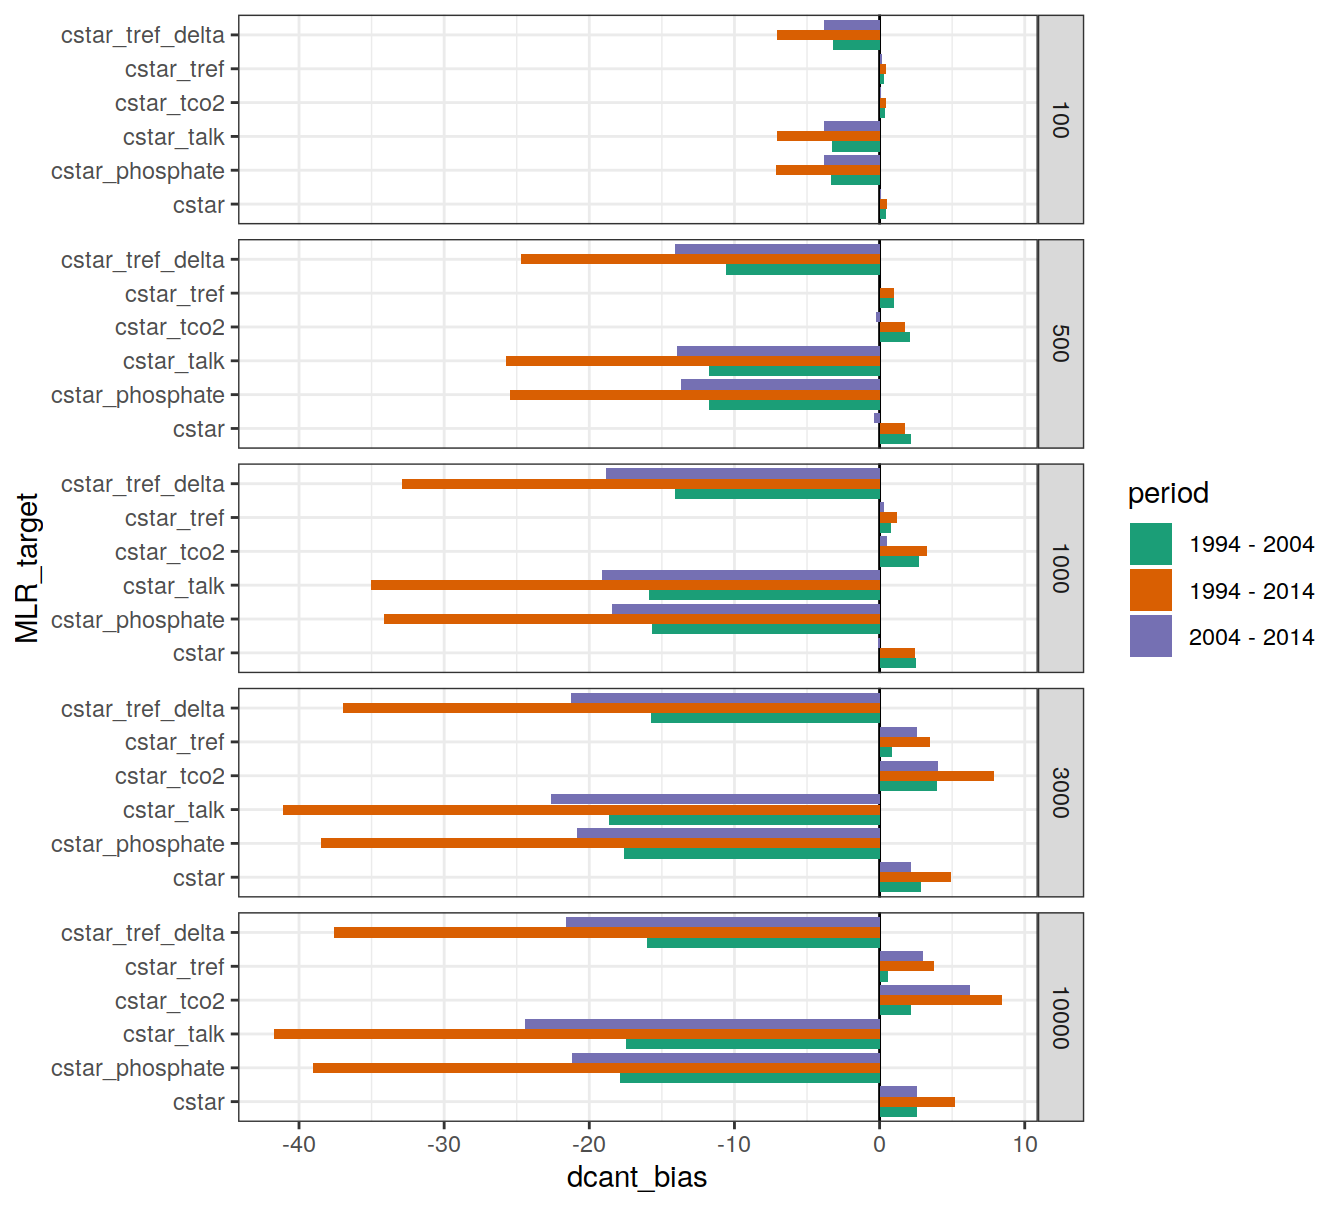 cstar_tref_delta
cstar_tref
cstar_tco2
cstar_talk
cstar_phosphate
cstar
100
cstar_tref_delta
cstar_tref
cstar_tco2
cstar_talk
cstar_phosphate
cstar
500
cstar_tref_delta
cstar_tref
cstar_tco2
cstar_talk
cstar_phosphate
cstar
1000
cstar_tref_delta
cstar_tref
cstar_tco2
cstar_talk
cstar_phosphate
cstar
3000
cstar_tref_delta
cstar_tref
cstar_tco2
cstar_talk
cstar_phosphate
cstar
10000
-40 -30 -20 -10 0 10
dcant_bias
MLR_target
period
1994 - 2004
1994 - 2014
2004 - 2014